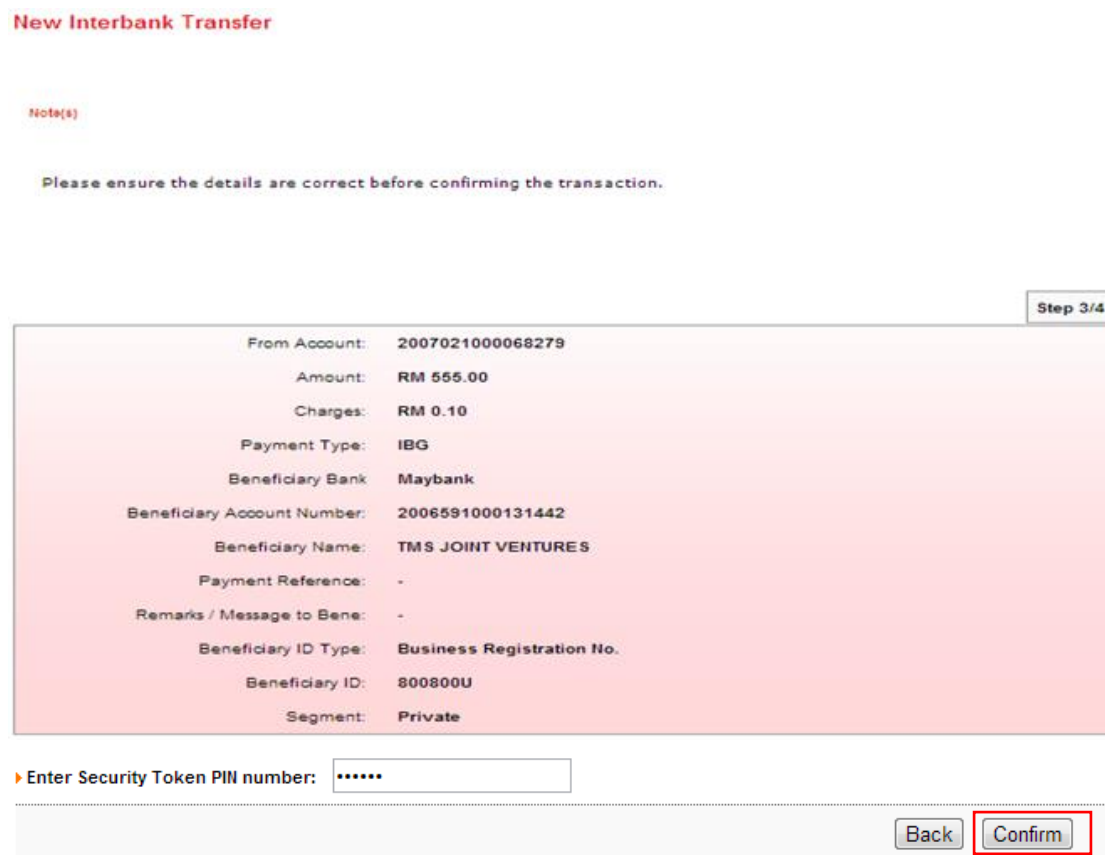 New Interbank Transfer
Note(s)
Please ensure the details are correct before confirming the transaction.
Step 3/4
From Account: 2007021000068279
Amount: RM 555.00
Charges: RM 0.10
Payment Type: IBG
Beneficiary Bank Maybank
Beneficiary Account Number: 2006591000131442
Beneficiary Name: TMS JOINT VENTURES
Payment Reference: -
Remarks / Message to Bene: -
Beneficiary ID Type: Business Registration No.
Beneficiary ID: 800800U
Segment: Private
Enter Security Token PIN number: ••••••
Back Confirm